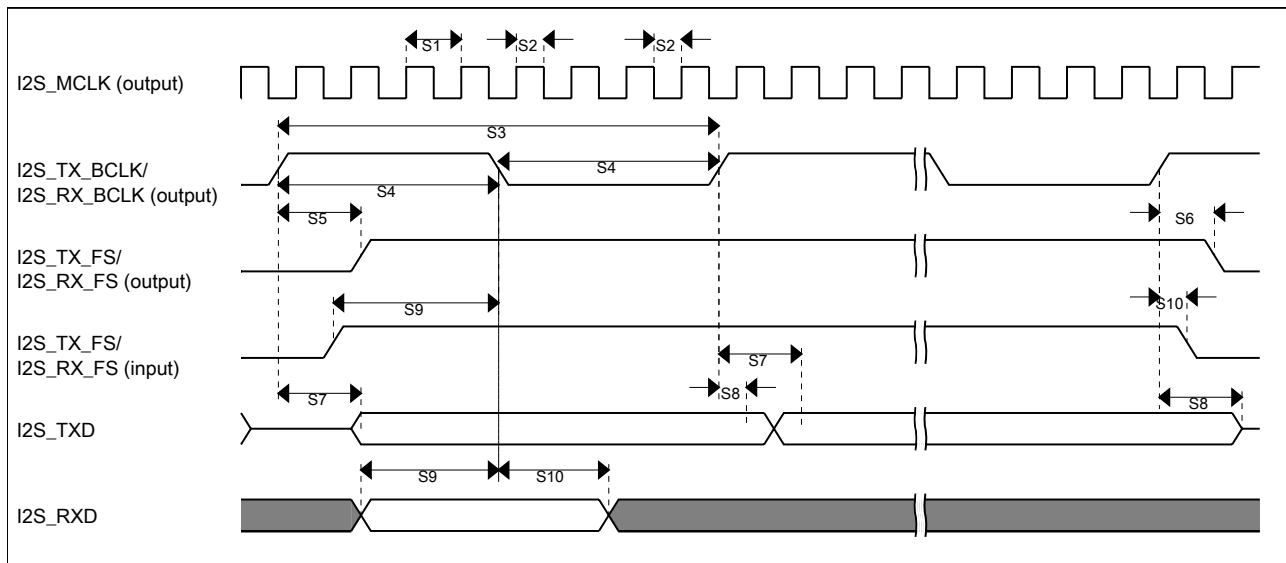 S1
S2
S2
I2S_MCLK (output)
S3
I2S_TX_BCLK/
I2S_RX_BCLK (output)
S4
S4
S5
S6
I2S_TX_FS/
I2S_RX_FS (output)
S9
S10
I2S_TX_FS/
I2S_RX_FS (input)
S7
S7
S8
S8
I2S_TXD
S9
S10
I2S_RXD